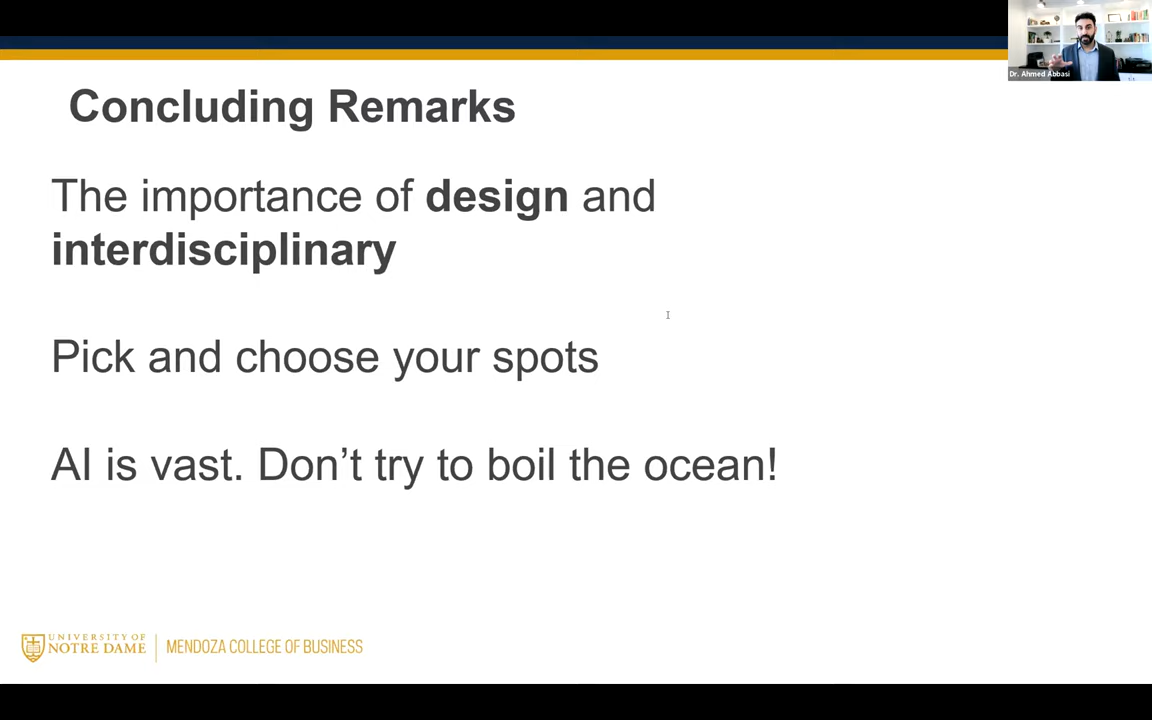 Dr. Ahmed Abbasi
Concluding Remarks
The importance of design and
interdisciplinary
Pick and choose your spots
AI is vast. Don’t try to boil the ocean!
UNIVERSITY OF
NOTRE DAME
MENDOZA COLLEGE OF BUSINESS